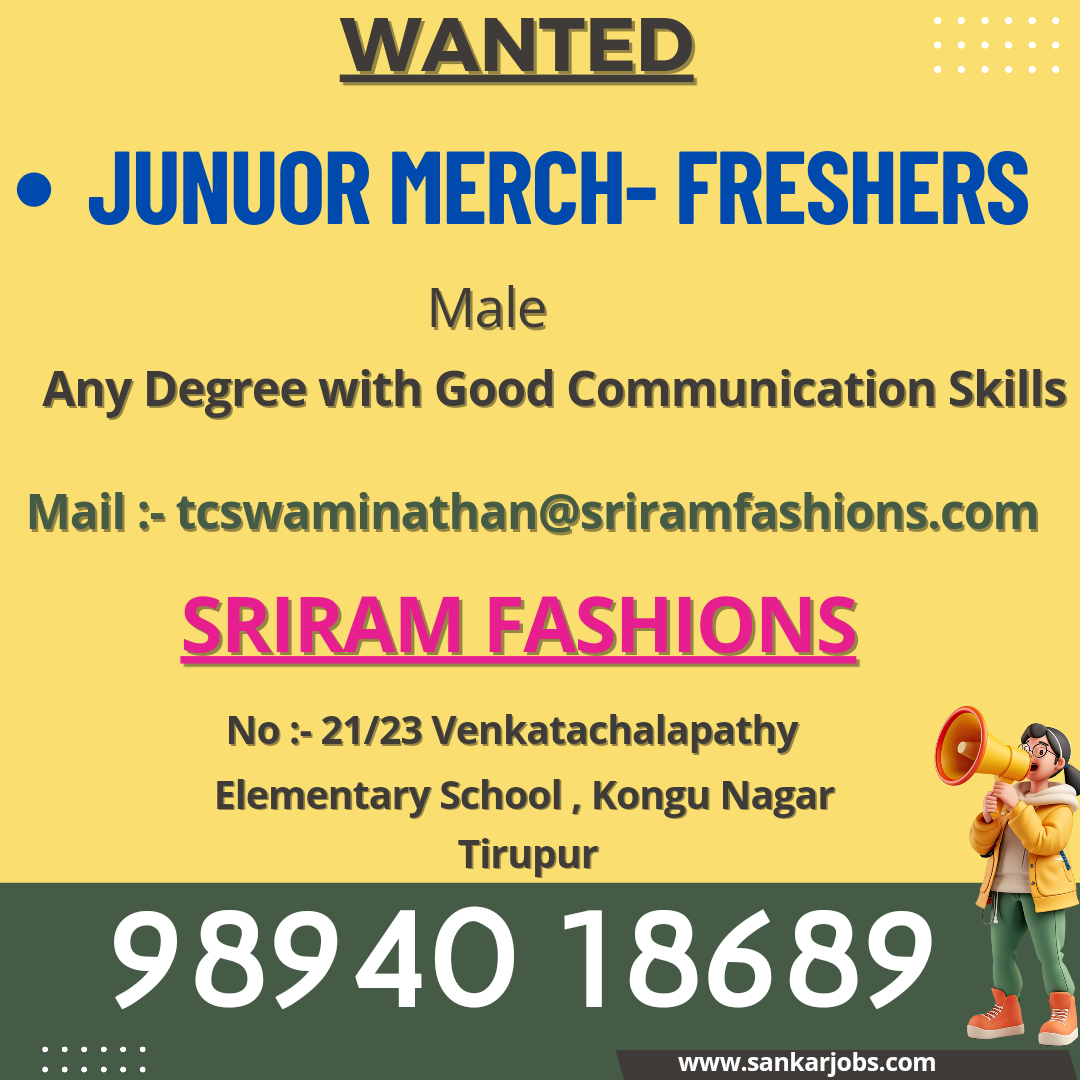 WANTED
• JUNUOR MERCH- FRESHERS
Male
Any Degree with Good Communication Skills
Mail :- tcswaminathan@sriramfashions.com
SRIRAM FASHIONS
No :- 21/23 Venkatachalapathy
Elementary School , Kongu Nagar
Tirupur
98940 18689
www.sankarjobs.com